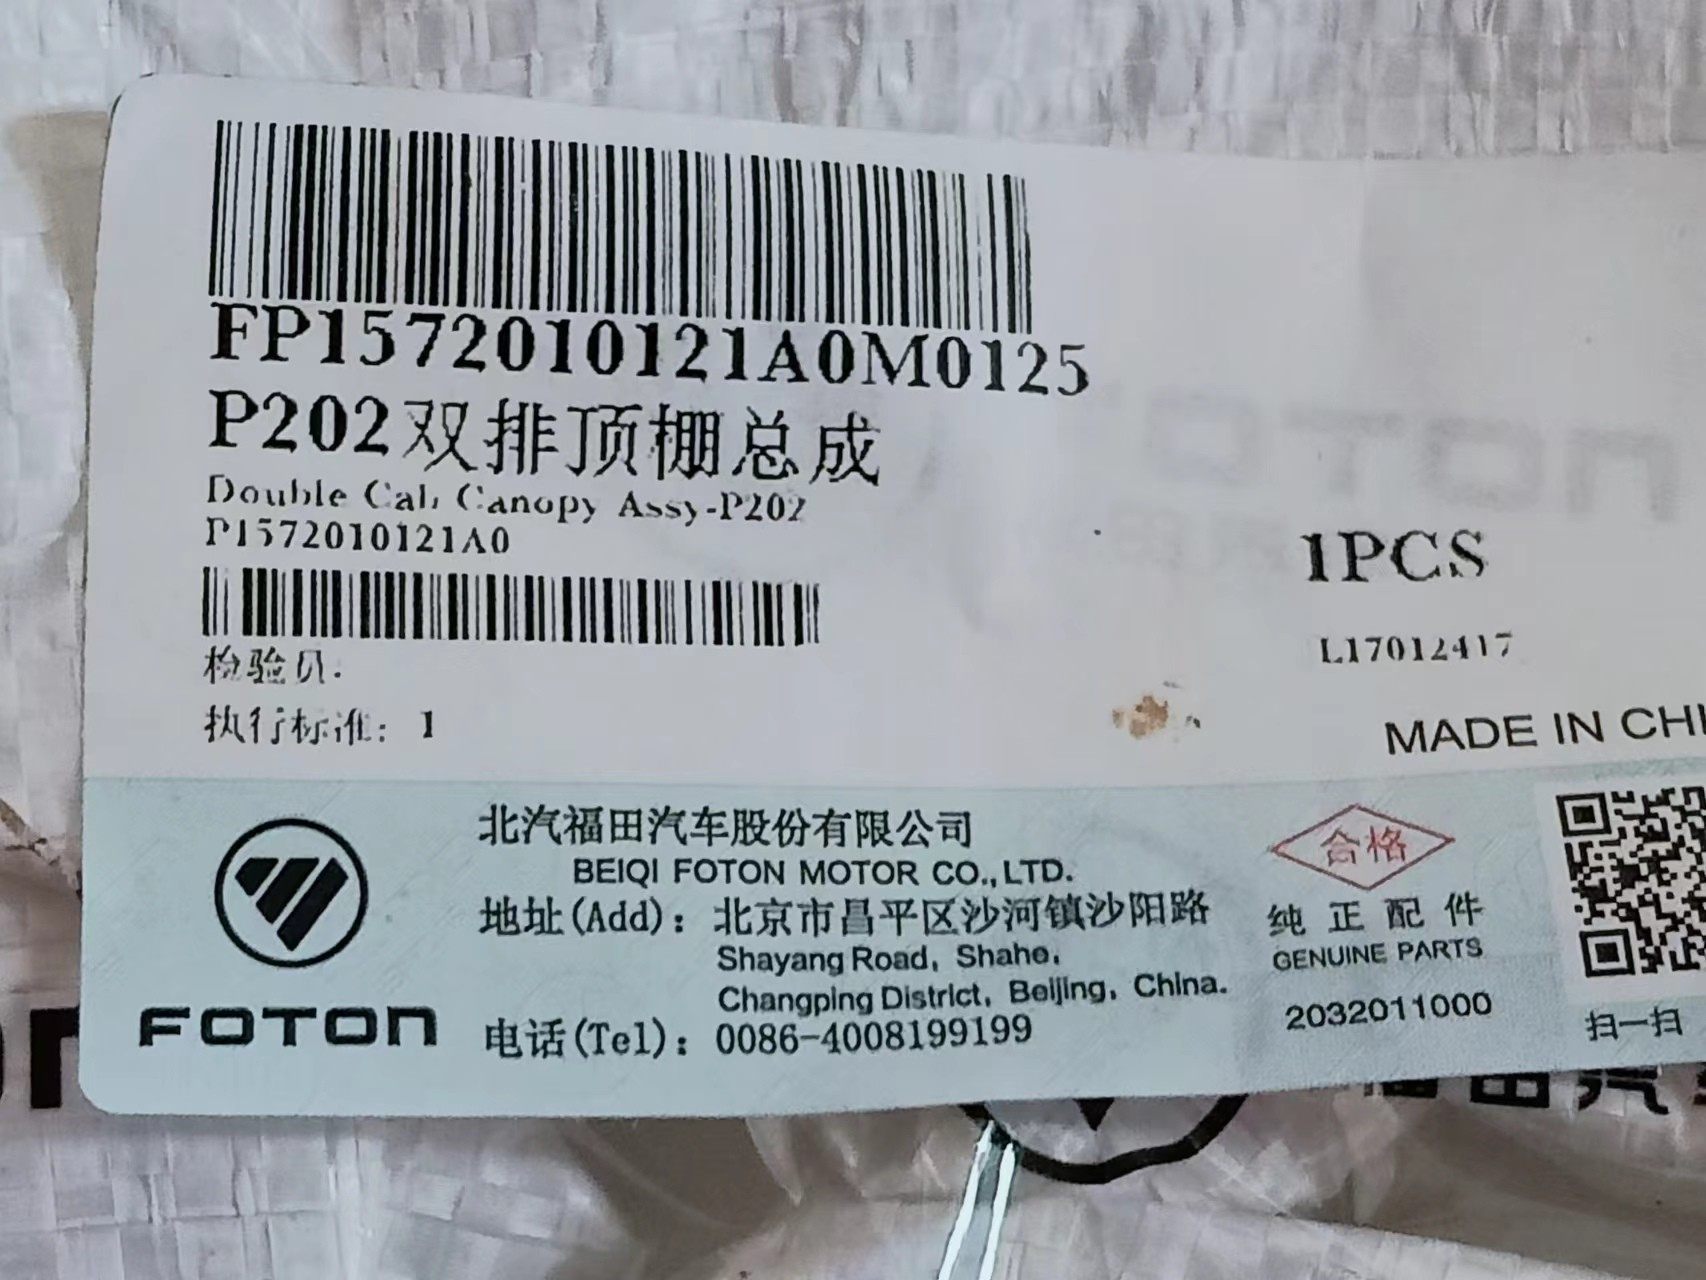 FP1572010121A0M0125
P202双排顶棚总成
Double Cab Canopy Assy-P202
P1572010121A0
1PCS
L17012417
检验员:
执行标准: 1
MADE IN CHI
北汽福田汽车股份有限公司
BEIQI FOTON MOTOR CO., LTD.
地址(Add): 北京市昌平区沙河镇沙阳路
Shayang Road, Shahe,
Changping District, Beijing, China.
电话(Tel): 0086-4008199199
FOTON
合格
纯正配件
GENUINE PARTS
2032011000
扫一扫
福田汽